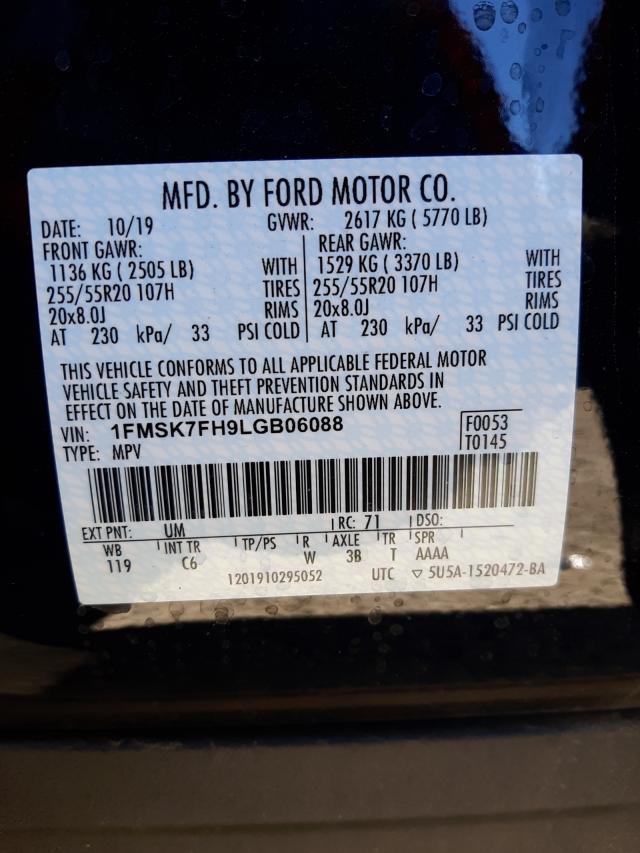 MFD. BY FORD MOTOR CO.
DATE: 10/19 GVWR: 2617 KG ( 5770 LB)
FRONT GAWR: REAR GAWR:
1136 KG ( 2505 LB) WITH 1529 KG ( 3370 LB) WITH
255/55R20 107H TIRES 255/55R20 107H TIRES
20x8.0J RIMS 20x8.0J RIMS
AT 230 kPa/ 33 PSI COLD AT 230 kPa/ 33 PSI COLD
THIS VEHICLE CONFORMS TO ALL APPLICABLE FEDERAL MOTOR
VEHICLE SAFETY AND THEFT PREVENTION STANDARDS IN
EFFECT ON THE DATE OF MANUFACTURE SHOWN ABOVE.
VIN: 1FMSK7FH9LGB06088 F0053
TYPE: MPV T0145
EXT PNT: UM RC: 71 DSO:
WB INT TR TP/PS R AXLE TR SPR
119 C6 W 3B T AAAA
1201910295052 UTC ▽ 5U5A-1520472-BA